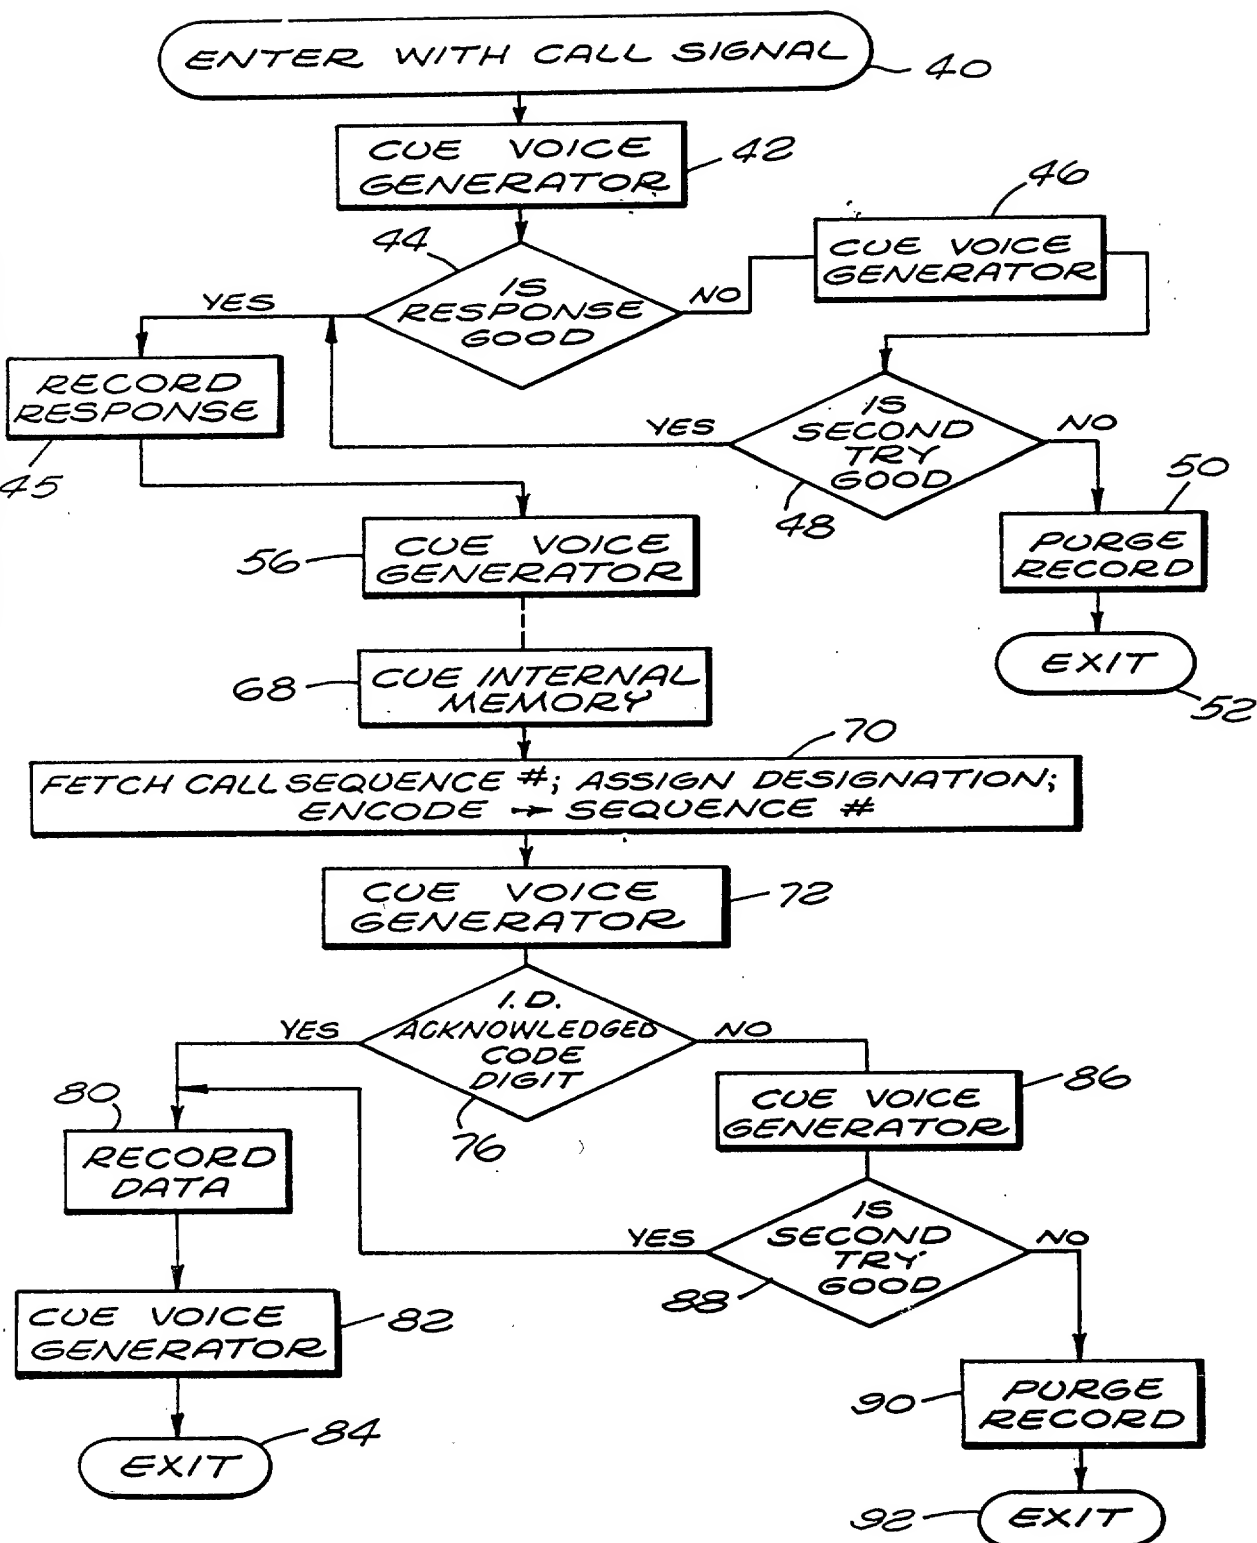 ENTER WITH CALL SIGNAL
40
CUE VOICE
GENERATOR
42
44
IS
RESPONSE
GOOD
YES
NO
46
CUE VOICE
GENERATOR
RECORD
RESPONSE
45
IS
SECOND
TRY
GOOD
YES
NO
48
50
PURGE
RECORD
EXIT
52
56
CUE VOICE
GENERATOR
68
CUE INTERNAL
MEMORY
70
FETCH CALL SEQUENCE #; ASSIGN DESIGNATION;
ENCODE → SEQUENCE #
CUE VOICE
GENERATOR
72
I.D.
ACKNOWLEDGED
CODE
DIGIT
YES
NO
76
80
RECORD
DATA
86
CUE VOICE
GENERATOR
IS
SECOND
TRY
GOOD
YES
NO
88
CUE VOICE
GENERATOR
82
EXIT
84
90
PURGE
RECORD
92
EXIT